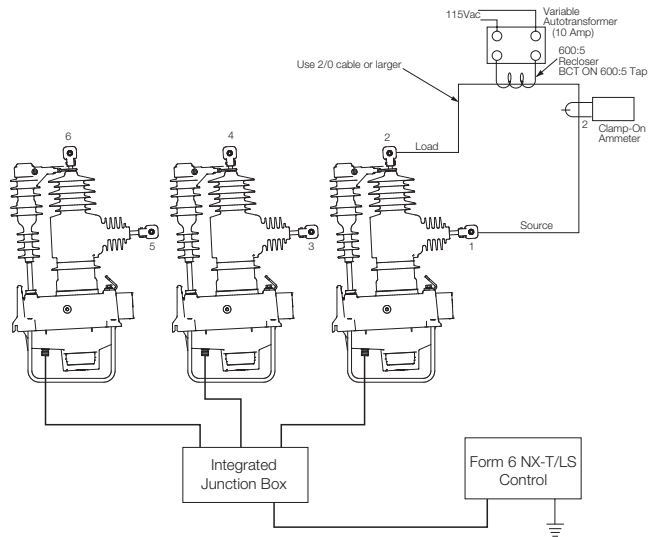 115Vac
Variable
Autotransformer
(10 Amp)
600:5
Recloser
BCT ON 600:5 Tap
Use 2/0 cable or larger
2
Clamp-On
Ammeter
6
4
2
Load
5
3
1
Source
Integrated
Junction Box
Form 6 NX-T/LS
Control